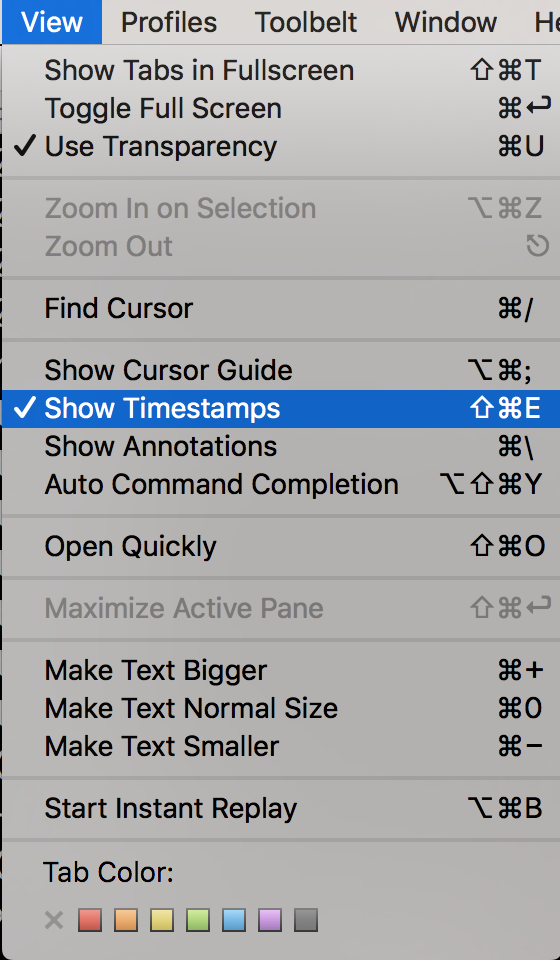 View Profiles Toolbelt Window He
Show Tabs in Fullscreen ⇧⌘T
Toggle Full Screen ⌘↩
✓ Use Transparency ⌘U
Zoom In on Selection ⌥⌘Z
Zoom Out ⎋
Find Cursor ⌘/
Show Cursor Guide ⌥⌘;
✓ Show Timestamps ⇧⌘E
Show Annotations ⌘\
Auto Command Completion ⌥⇧⌘Y
Open Quickly ⇧⌘O
Maximize Active Pane ⇧⌘↩
Make Text Bigger ⌘+
Make Text Normal Size ⌘0
Make Text Smaller ⌘−
Start Instant Replay ⌥⌘B
Tab Color: